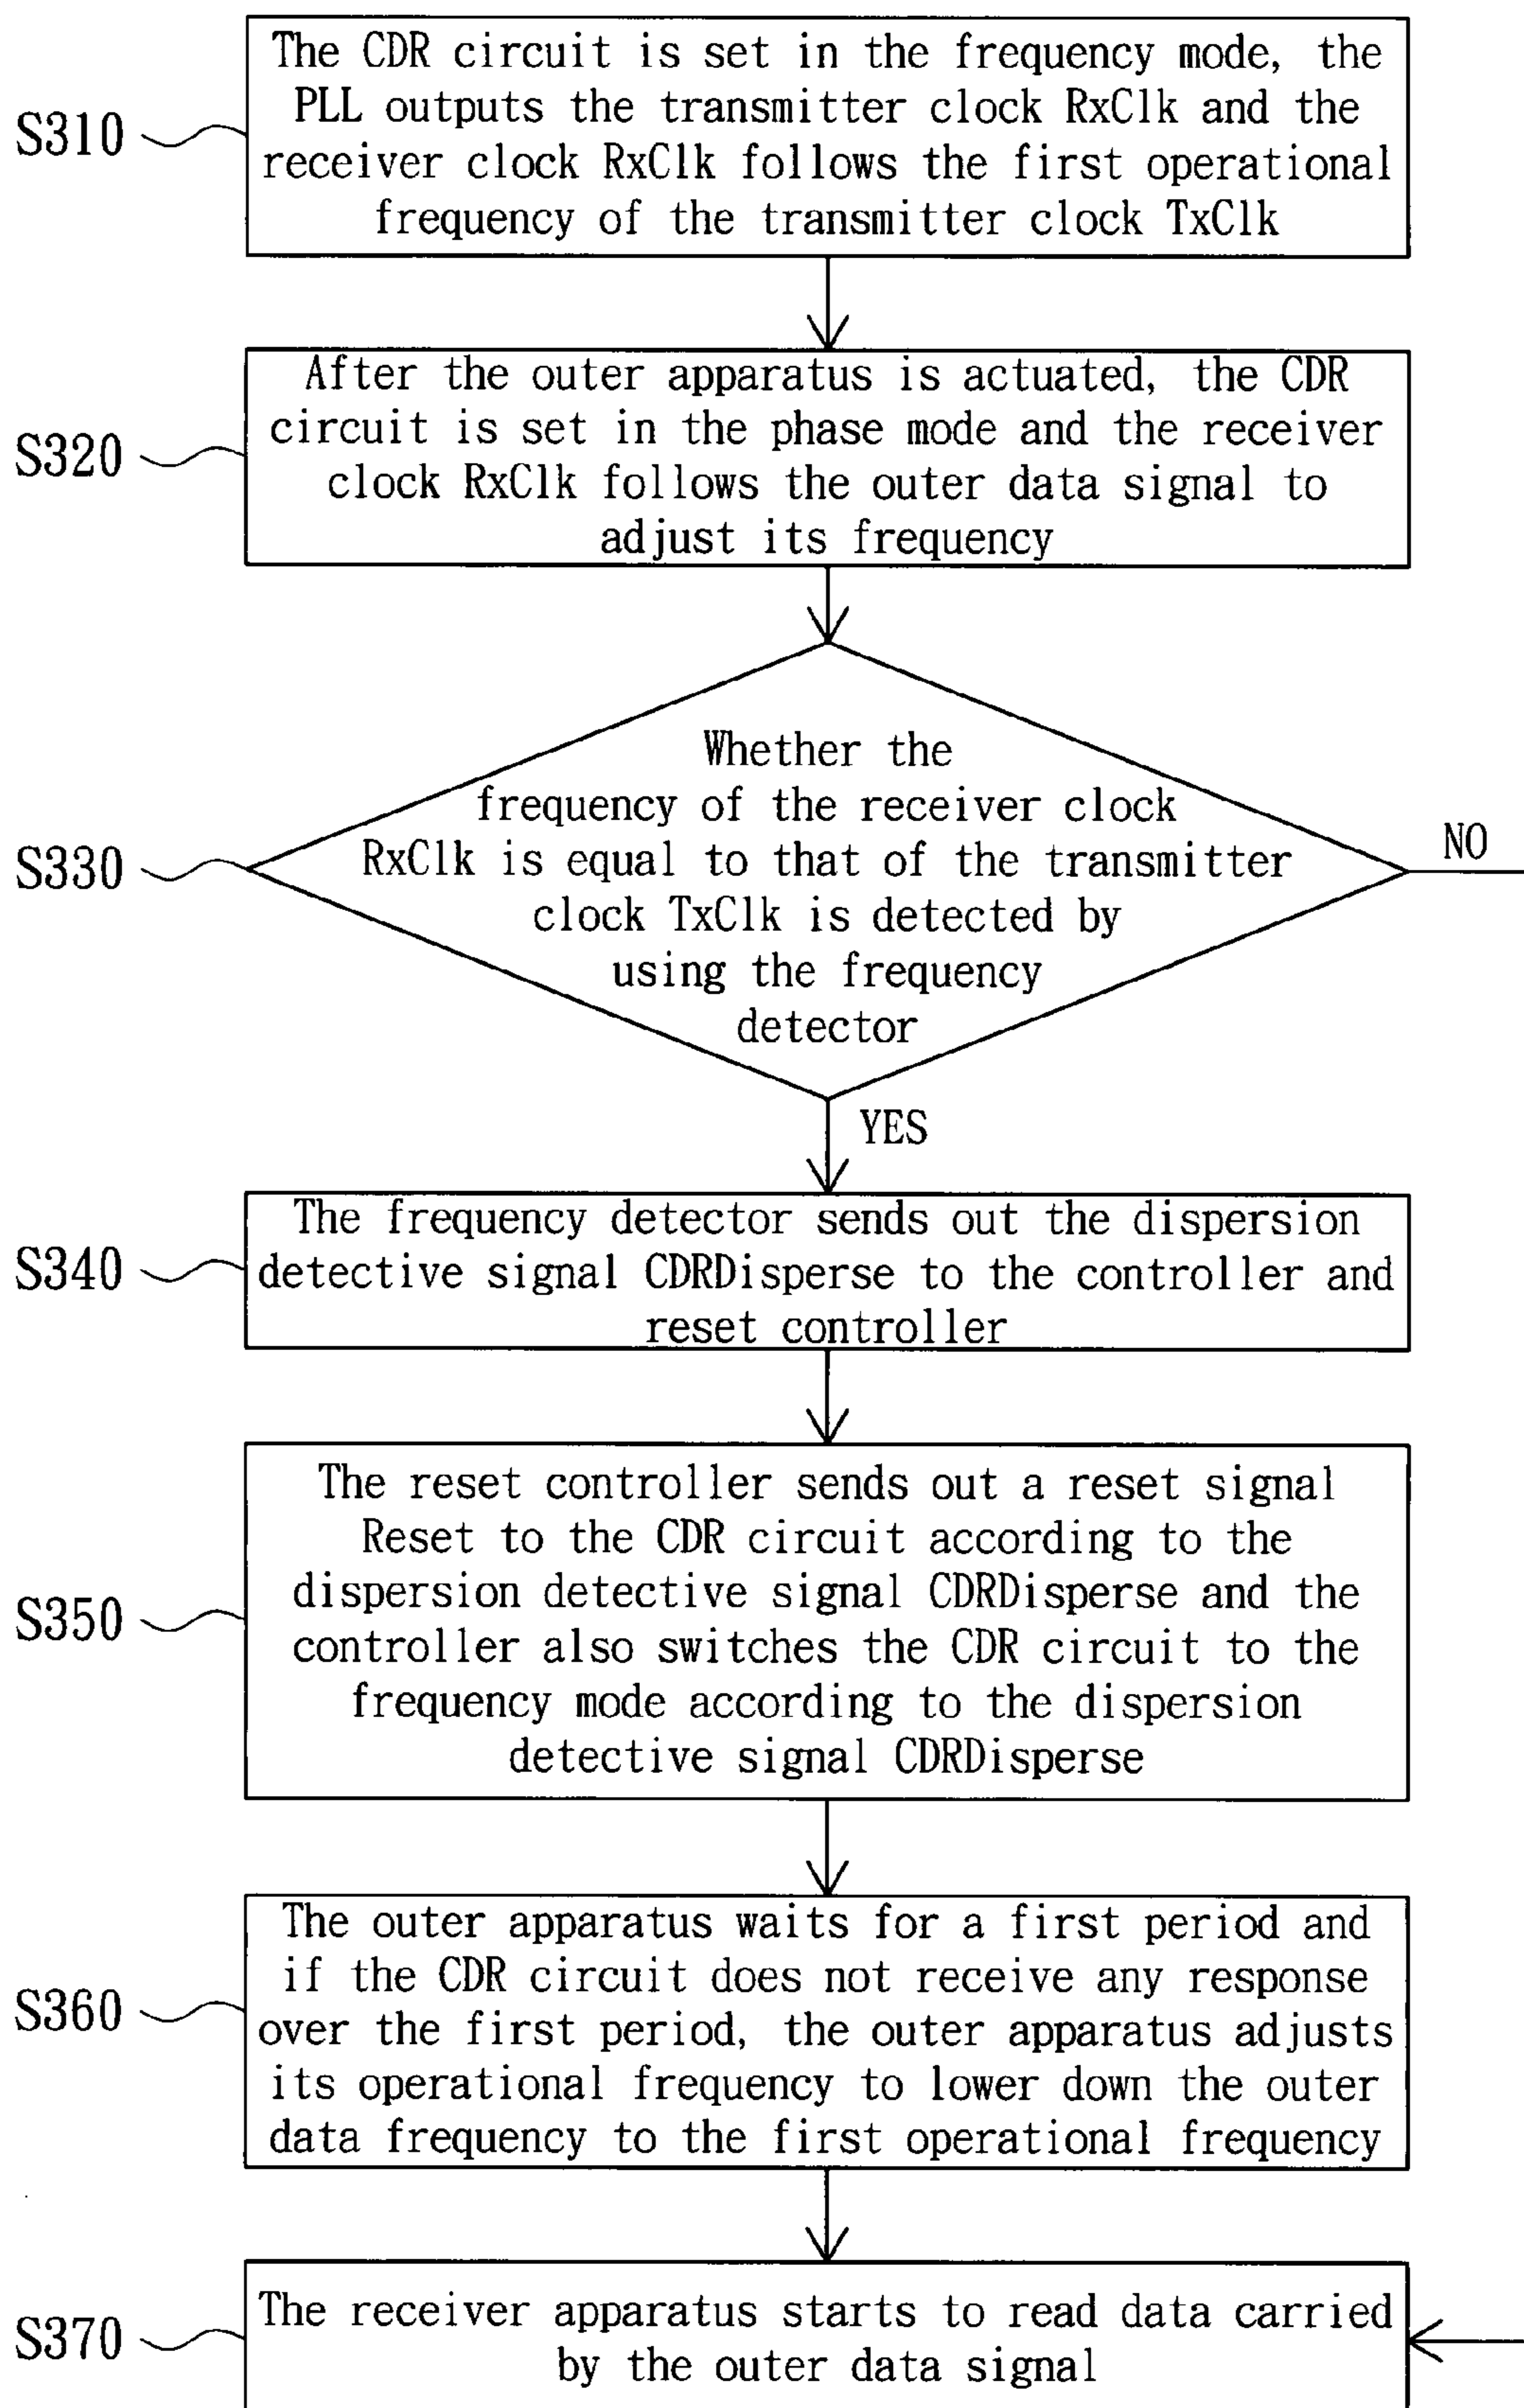 S310
The CDR circuit is set in the frequency mode, the
PLL outputs the transmitter clock RxClk and the
receiver clock RxClk follows the first operational
frequency of the transmitter clock TxClk
S320
After the outer apparatus is actuated, the CDR
circuit is set in the phase mode and the receiver
clock RxClk follows the outer data signal to
adjust its frequency
S330
Whether the
frequency of the receiver clock
RxClk is equal to that of the transmitter
clock TxClk is detected by
using the frequency
detector
NO
YES
S340
The frequency detector sends out the dispersion
detective signal CDRDisperse to the controller and
reset controller
S350
The reset controller sends out a reset signal
Reset to the CDR circuit according to the
dispersion detective signal CDRDisperse and the
controller also switches the CDR circuit to the
frequency mode according to the dispersion
detective signal CDRDisperse
S360
The outer apparatus waits for a first period and
if the CDR circuit does not receive any response
over the first period, the outer apparatus adjusts
its operational frequency to lower down the outer
data frequency to the first operational frequency
S370
The receiver apparatus starts to read data carried
by the outer data signal